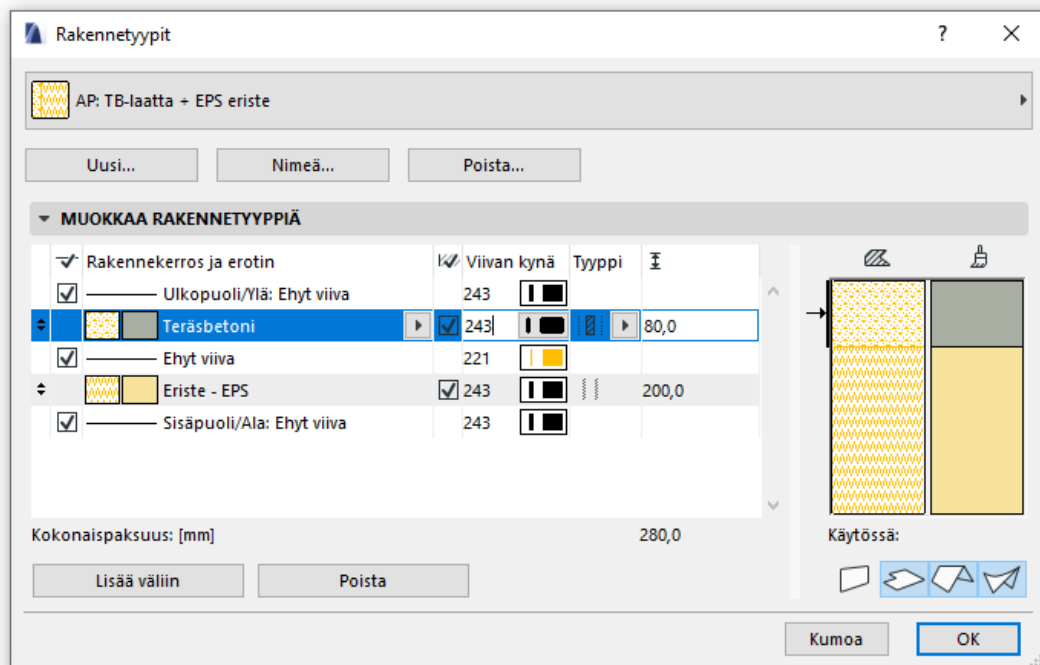 Rakennetyypit ?
AP: TB-laatta + EPS eriste
Uusi... Nimeä... Poista...
MUOKKAA RAKENNETYYPPIÄ
Rakennekerros ja erotin Viivan kynä Tyyppi
Ulkopuoli/Ylä: Ehyt viiva 243
Teräsbetoni 243 80,0
Ehyt viiva 221
Eriste - EPS 243 200,0
Sisäpuoli/Ala: Ehyt viiva 243
Kokonaispaksuus: [mm] 280,0 Käytössä:
Lisää väliin Poista
Kumoa OK